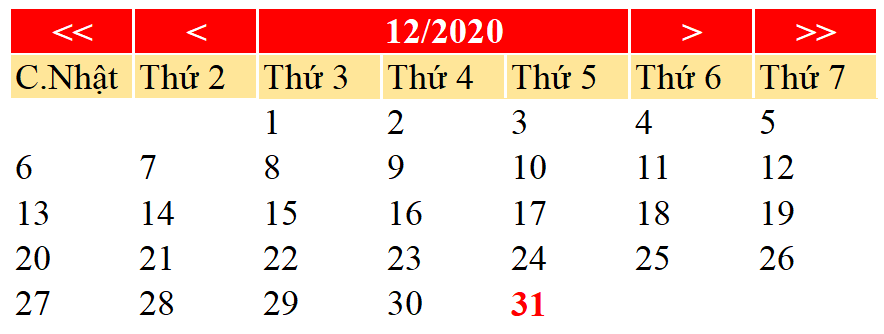 << < 12/2020 > >>
C.Nhật Thứ 2 Thứ 3 Thứ 4 Thứ 5 Thứ 6 Thứ 7
1 2 3 4 5
6 7 8 9 10 11 12
13 14 15 16 17 18 19
20 21 22 23 24 25 26
27 28 29 30 31